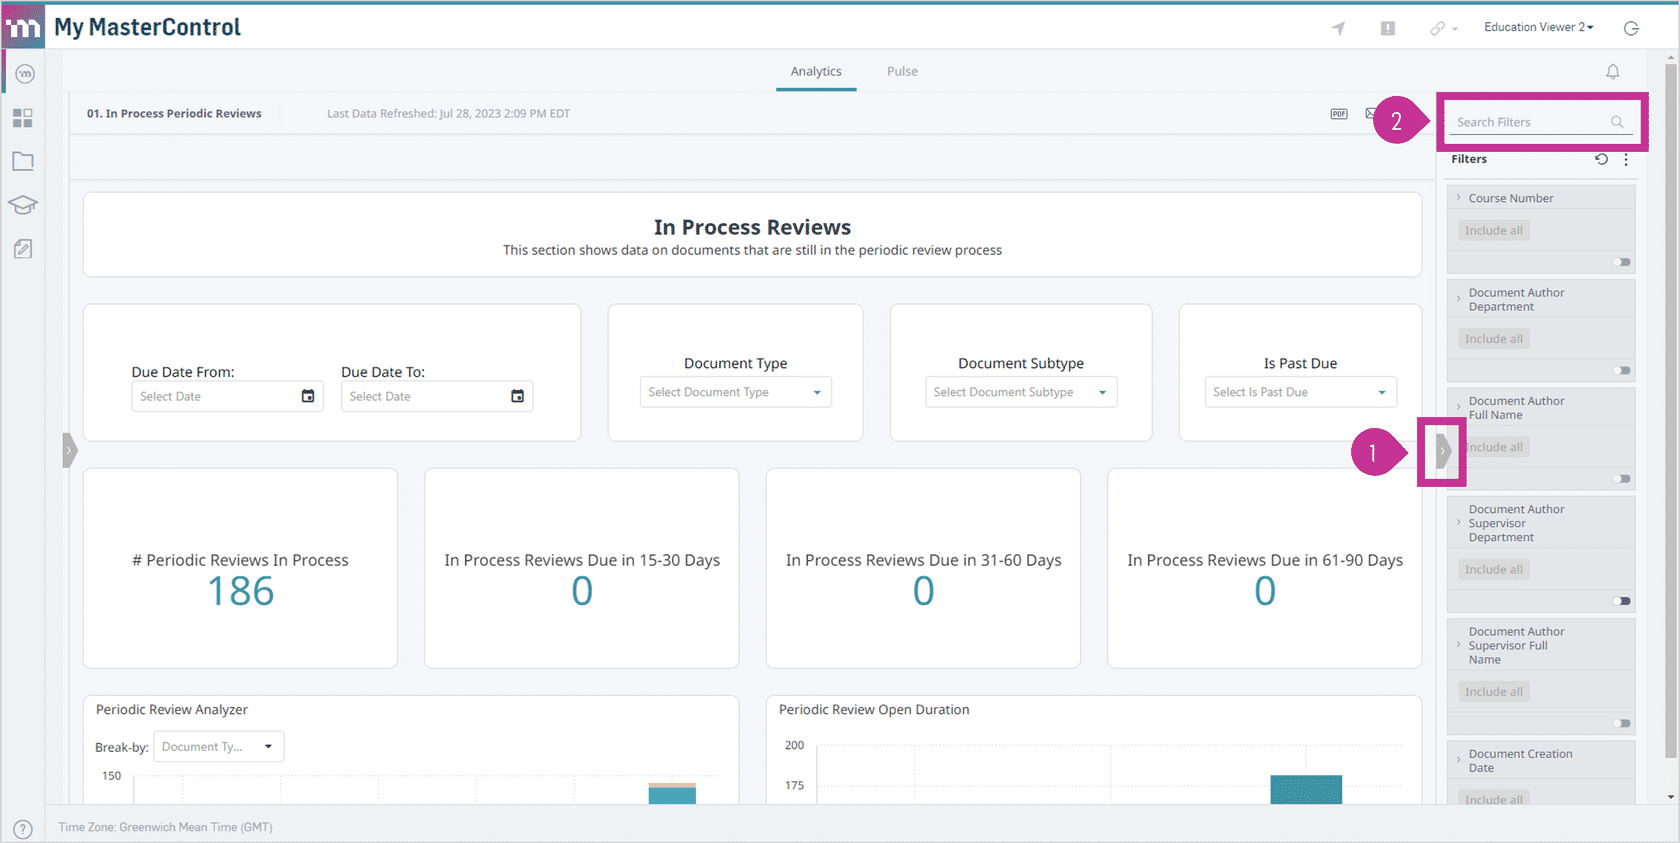 My MasterControl
Education Viewer 2
Analytics
Pulse
01. In Process Periodic Reviews
Last Data Refreshed: Jul 28, 2023 2:09 PM EDT
PDF
2
Search Filters
Filters
In Process Reviews
This section shows data on documents that are still in the periodic review process
Due Date From:
Select Date
Due Date To:
Select Date
Document Type
Select Document Type
Document Subtype
Select Document Subtype
Is Past Due
Select Is Past Due
1
# Periodic Reviews In Process
186
In Process Reviews Due in 15-30 Days
0
In Process Reviews Due in 31-60 Days
0
In Process Reviews Due in 61-90 Days
0
Periodic Review Analyzer
Break-by:
Document Ty...
150
Periodic Review Open Duration
200
175
Course Number
Include all
Document Author
Department
Include all
Document Author
Full Name
Include all
Document Author
Supervisor
Department
Include all
Document Author
Supervisor Full
Name
Include all
Document Creation
Date
Include all
?
Time Zone: Greenwich Mean Time (GMT)